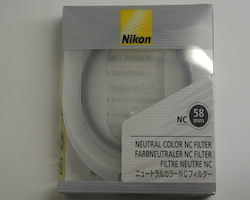 Nikon
NC 58 mm
NEUTRAL COLOR NC FILTER
FARBNEUTRALER NC FILTER
FILTRE NEUTRE NC
ニュートラルカラーNCフィルター